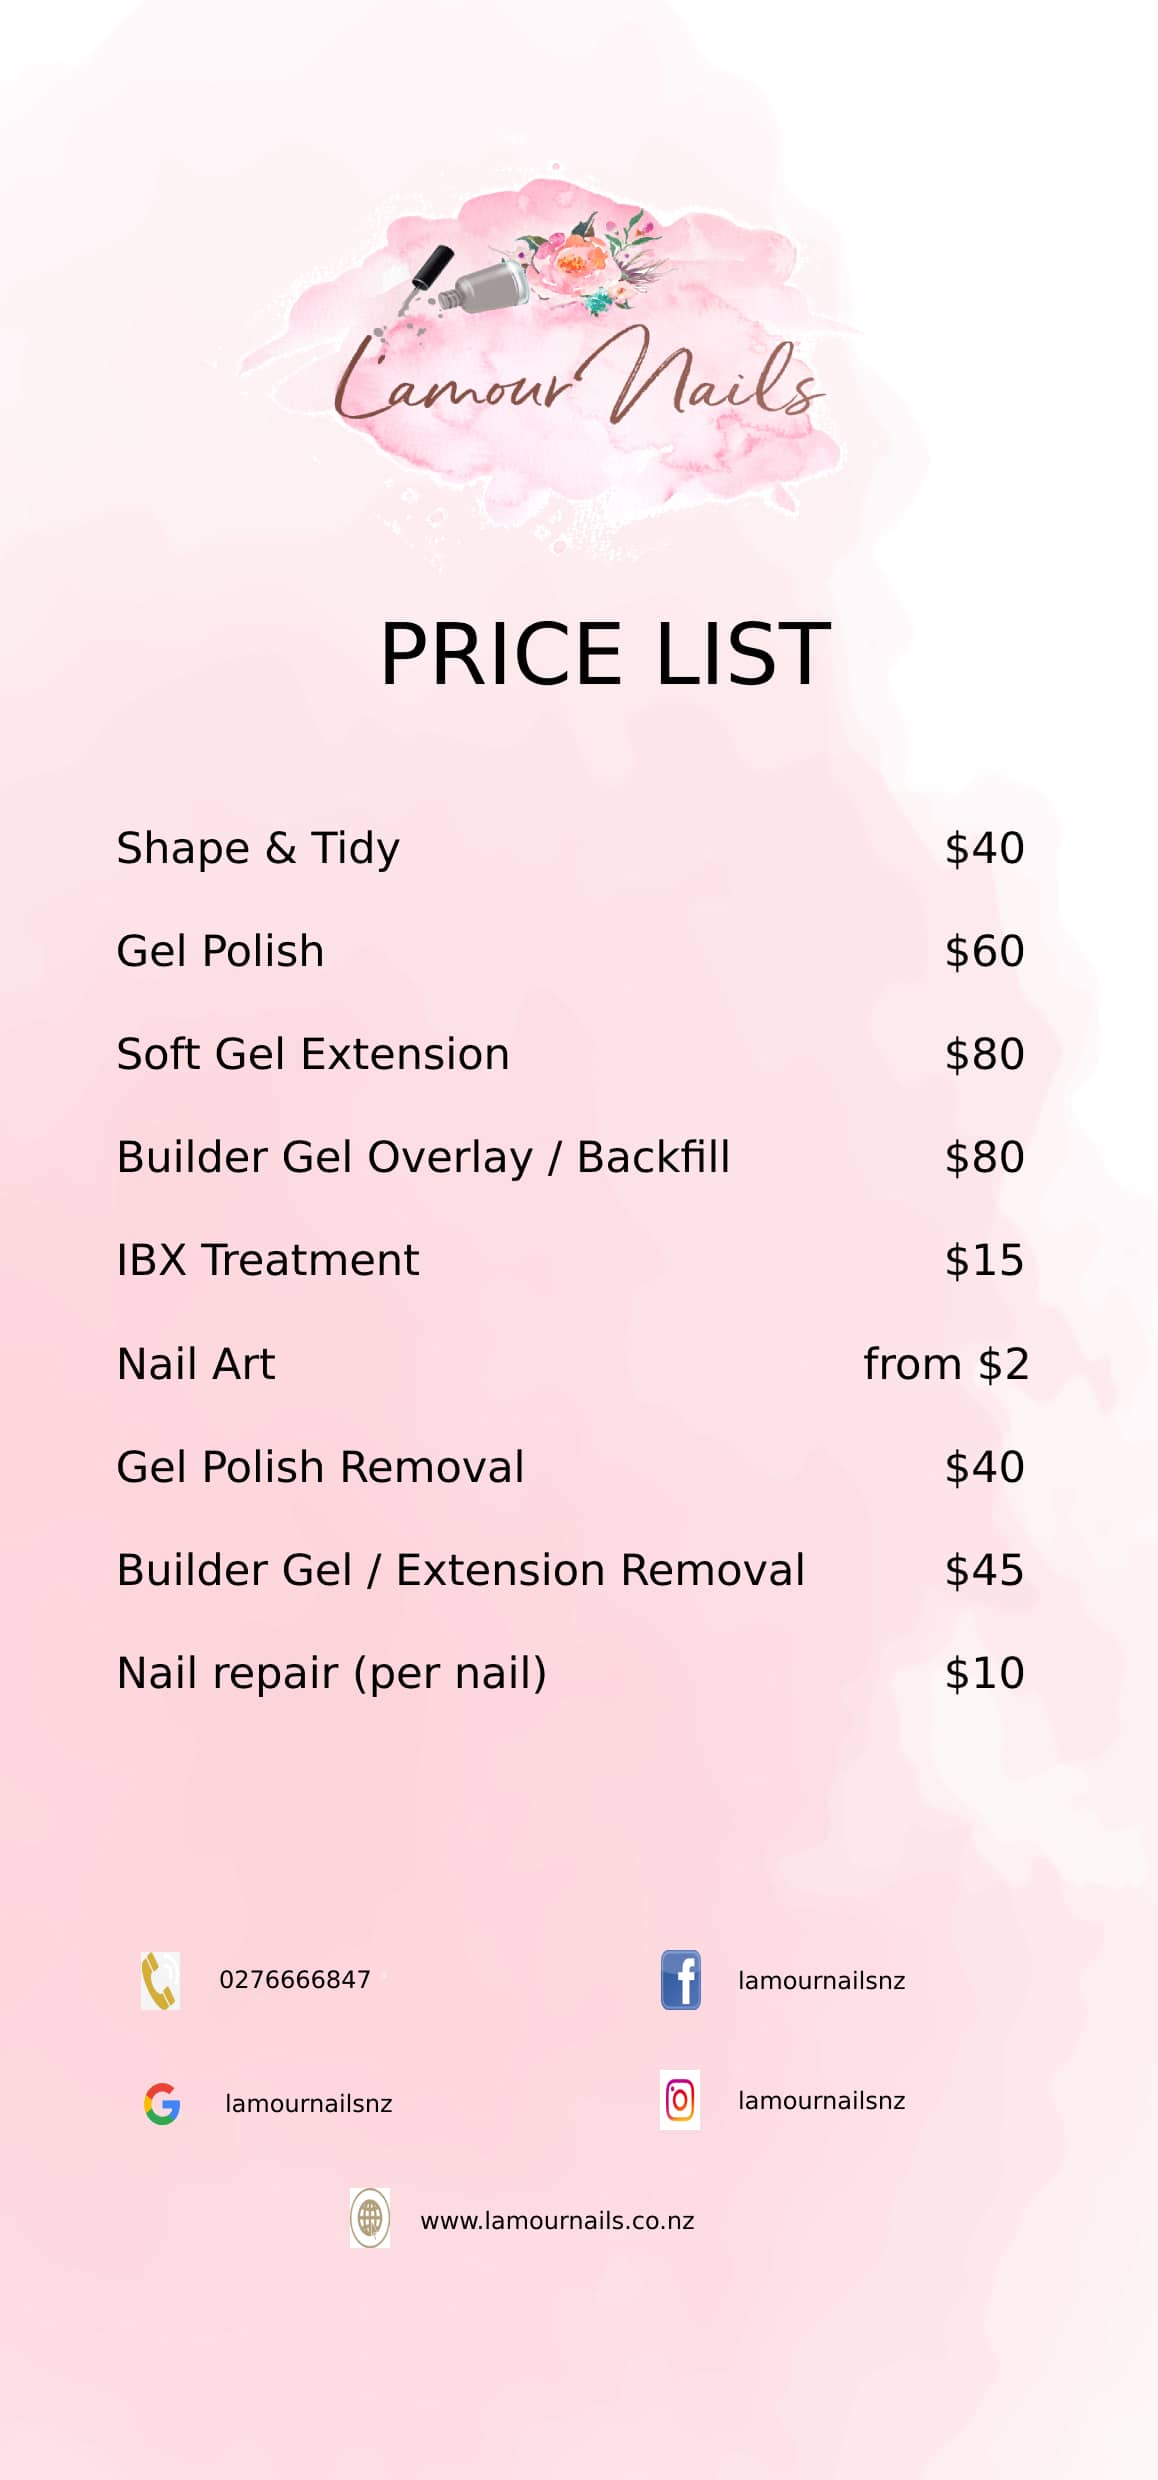 L'amour Nails
PRICE LIST
Shape & Tidy $40
Gel Polish $60
Soft Gel Extension $80
Builder Gel Overlay / Backfill $80
IBX Treatment $15
Nail Art from $2
Gel Polish Removal $40
Builder Gel / Extension Removal $45
Nail repair (per nail) $10
0276666847 lamournailsnz
lamournailsnz lamournailsnz
www.lamournails.co.nz